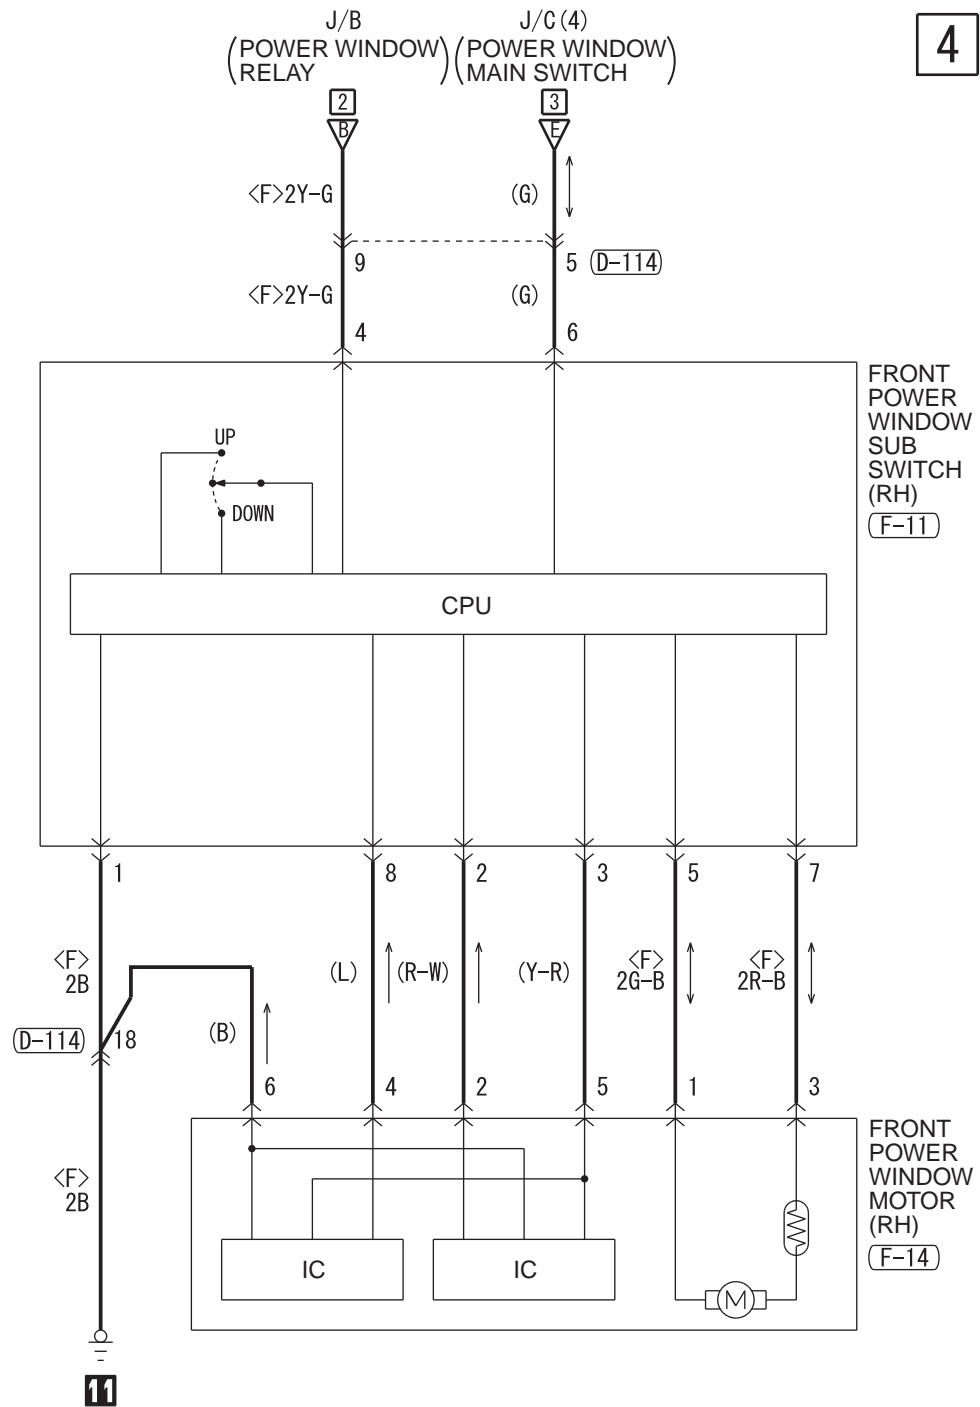 J/B
(POWER WINDOW
RELAY)
J/C(4)
(POWER WINDOW
MAIN SWITCH)
4
2
3
B
E
<F>2Y-G
(G)
9
5
D-114
<F>2Y-G
(G)
4
6
FRONT
POWER
WINDOW
SUB
SWITCH
(RH)
F-11
UP
DOWN
CPU
1
8
2
3
5
7
<F>
2B
(L)
(R-W)
(Y-R)
<F>
2G-B
<F>
2R-B
D-114
18
(B)
6
4
2
5
1
3
FRONT
POWER
WINDOW
MOTOR
(RH)
F-14
<F>
2B
IC
IC
M
11